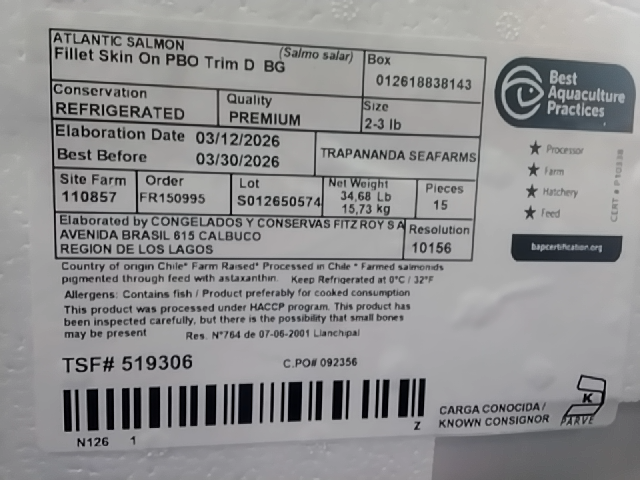 ATLANTIC SALMON (Salmo salar)
Fillet Skin On PBO Trim D BG
Box
012618838143
Conservation
REFRIGERATED
Quality
PREMIUM
Size
2-3 lb
Elaboration Date 03/12/2026
Best Before 03/30/2026
TRAPANANDA SEAFARMS
Site Farm
110857
Order
FR150995
Lot
S012650574
Net Weight
34,68 Lb
15,73 kg
Pieces
15
Elaborated by CONGELADOS Y CONSERVAS FITZ ROY S A
AVENIDA BRASIL 615 CALBUCO
REGION DE LOS LAGOS
Resolution
10156
Country of origin Chile* Farm Raised* Processed in Chile * Farmed salmonids
pigmented through feed with astaxanthin. Keep Refrigerated at 0°C / 32°F
Allergens: Contains fish / Product preferably for cooked consumption
This product was processed under HACCP program. This product has
been inspected carefully, but there is the possibility that small bones
may be present Res. N°764 de 07-06-2001 Llanchipal
TSF# 519306
C.PO# 092356
N126 1
Z
CARGA CONOCIDA /
KNOWN CONSIGNOR
K
PARVE
Best
Aquaculture
Practices
Processor
Farm
Hatchery
Feed
bapcertification.org